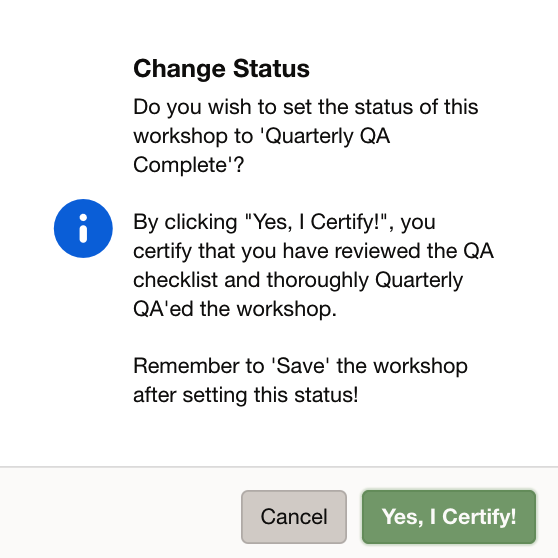 Change Status
Do you wish to set the status of this
workshop to 'Quarterly QA
Complete'?
By clicking "Yes, I Certify!", you
certify that you have reviewed the QA
checklist and thoroughly Quarterly
QA'ed the workshop.
Remember to 'Save' the workshop
after setting this status!
Cancel
Yes, I Certify!